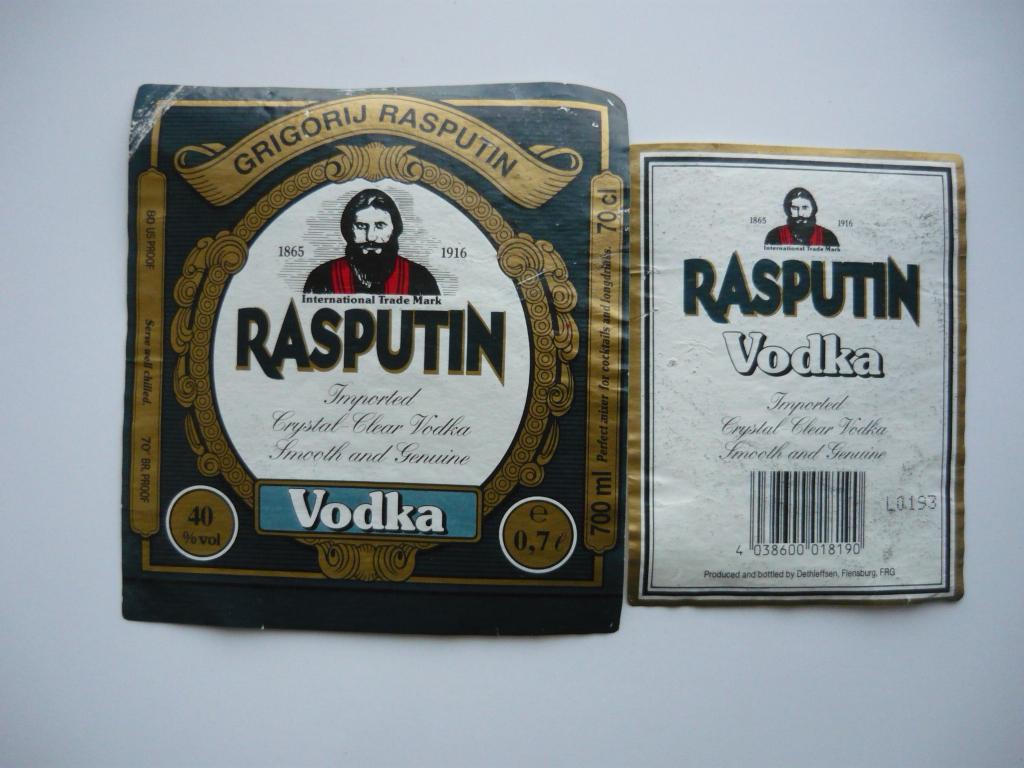 GRIGORIJ RASPUTIN
1865 1916
International Trade Mark
RASPUTIN
Imported
Crystal Clear Vodka
Smooth and Genuine
Vodka
40
% vol
e
0,7 ℓ
80 US PROOF
Serve well chilled.
70° BR. PROOF
700 ml
Perfect mixer for cocktails and longdrinks.
70 cl
1865 1916
International Trade Mark
RASPUTIN
Vodka
Imported
Crystal Clear Vodka
Smooth and Genuine
L0193
4 038600 018190
Produced and bottled by Dethleffsen, Flensburg, FRG